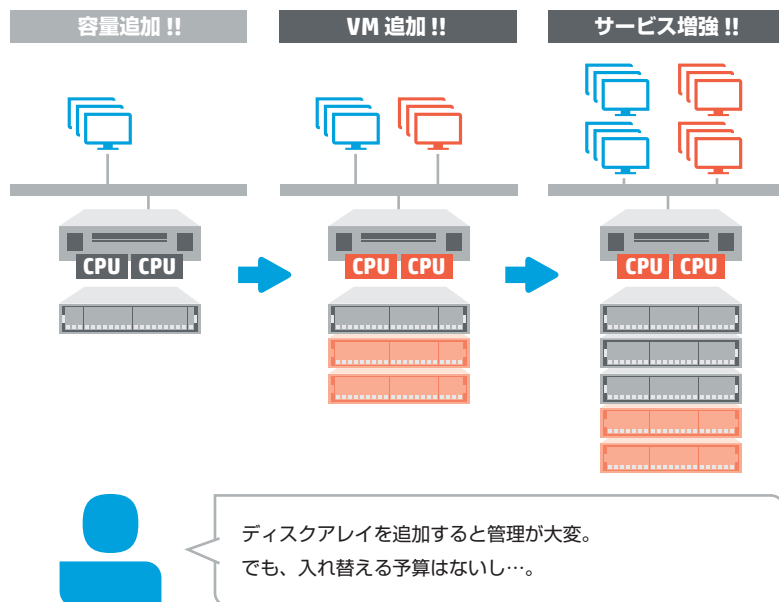 容量追加 !!
VM 追加 !!
サービス増強 !!
CPU CPU
CPU CPU
CPU CPU
ディスクアレイを追加すると管理が大変。
でも、入れ替える予算はないし…。